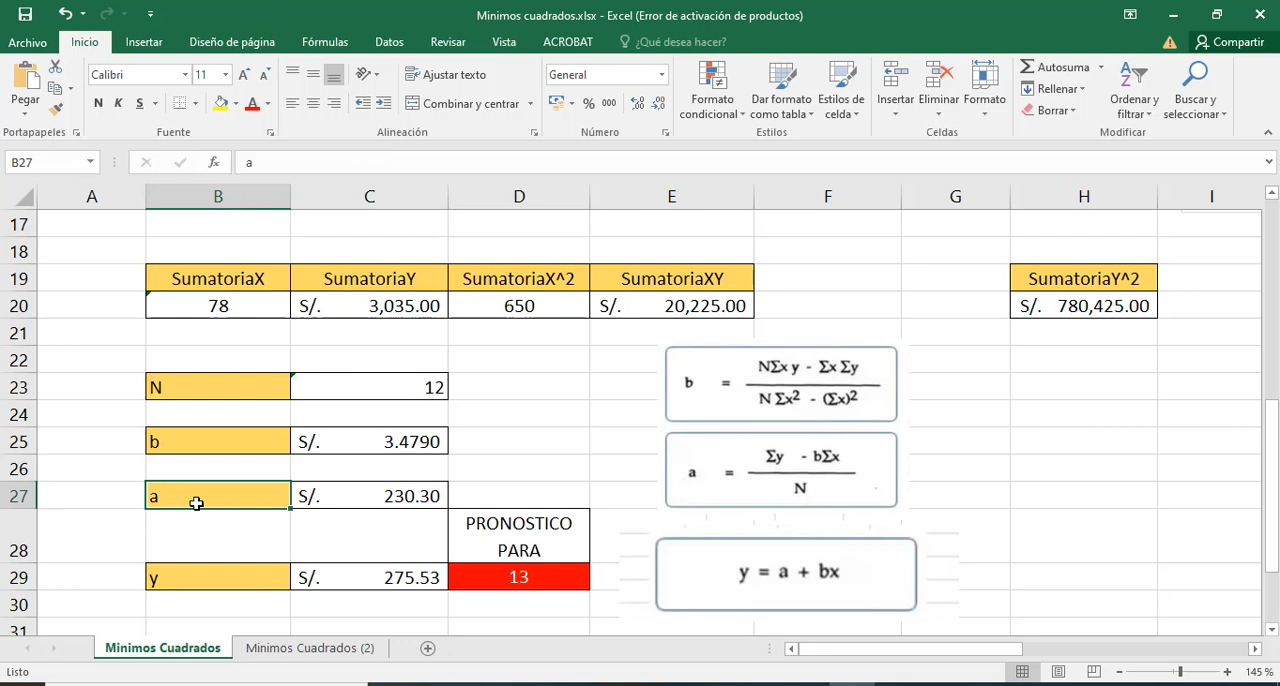 Minimos cuadrados.xlsx - Excel (Error de activación de productos)
Archivo Inicio Insertar Diseño de página Fórmulas Datos Revisar Vista ACROBAT ¿Qué desea hacer? Compartir
Pegar
Calibri 11
N K S
Ajustar texto
Combinar y centrar
General
% 000
Formato condicional
Dar formato como tabla
Estilos de celda
Insertar Eliminar Formato
Autosuma
Rellenar
Borrar
Ordenar y filtrar
Buscar y seleccionar
Portapapeles Fuente Alineación Número Estilos Celdas Modificar
B27 fx a
A B C D E F G H I
17
18
19 SumatoriaX SumatoriaY SumatoriaX^2 SumatoriaXY SumatoriaY^2
20 78 S/. 3,035.00 650 S/. 20,225.00 S/. 780,425.00
21
22
23 N 12
24
25 b S/. 3.4790
26
27 a S/. 230.30
28 PRONOSTICO PARA
29 y S/. 275.53 13
30
31
b = NΣx y - Σx Σy
N Σx2 - (Σx)2
a = Σy - bΣx
N
y = a + bx
Minimos Cuadrados Minimos Cuadrados (2)
Listo 145 %